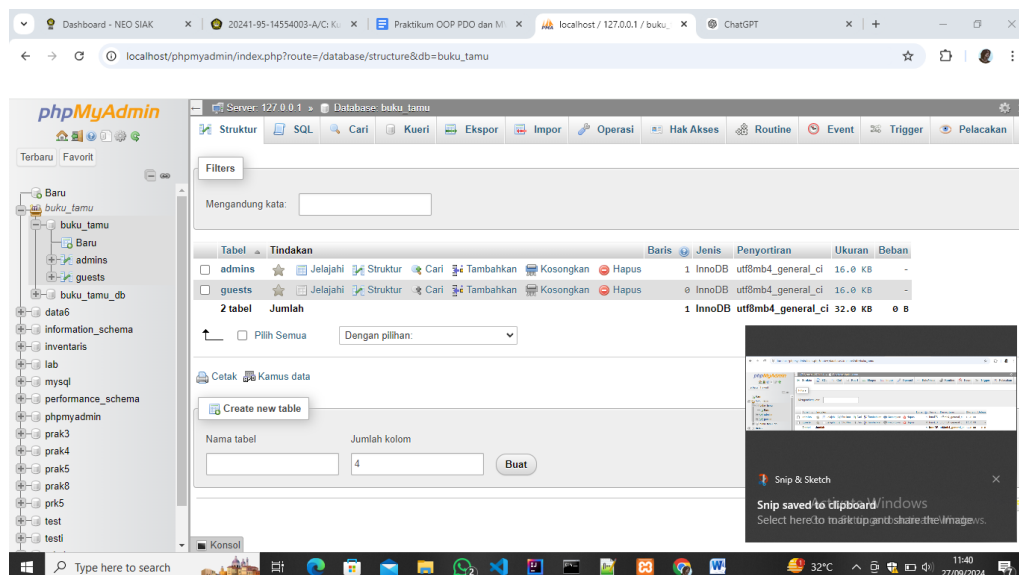 Dashboard - NEO SIAK
20241-95-14554003-A/C: Ku
Praktikum OOP PDO dan M
localhost / 127.0.0.1 / buku_
ChatGPT
localhost/phpmyadmin/index.php?route=/database/structure&db=buku_tamu
phpMyAdmin
Terbaru Favorit
Baru
buku_tamu
buku_tamu
Baru
admins
guests
buku_tamu_db
data6
information_schema
inventaris
lab
mysql
performance_schema
phpmyadmin
prak3
prak4
prak5
prak8
prk5
test
testi
Server: 127.0.0.1 » Database: buku_tamu
Struktur SQL Cari Kueri Ekspor Impor Operasi Hak Akses Routine Event Trigger Pelacakan
Filters
Mengandung kata:
Tabel Tindakan Baris Jenis Penyortiran Ukuran Beban
admins Jelajahi Struktur Cari Tambahkan Kosongkan Hapus 1 InnoDB utf8mb4_general_ci 16.0 KB -
guests Jelajahi Struktur Cari Tambahkan Kosongkan Hapus 0 InnoDB utf8mb4_general_ci 16.0 KB -
2 tabel Jumlah 1 InnoDB utf8mb4_general_ci 32.0 KB 0 B
Pilih Semua Dengan pilihan:
Cetak Kamus data
Create new table
Nama tabel Jumlah kolom
4 Buat
Konsol
Snip & Sketch
Snip saved to clipboard
Select here to mark up and share the image
Activate Windows
Go to Settings to activate Windows.
Type here to search
32°C
11:40
27/09/2024